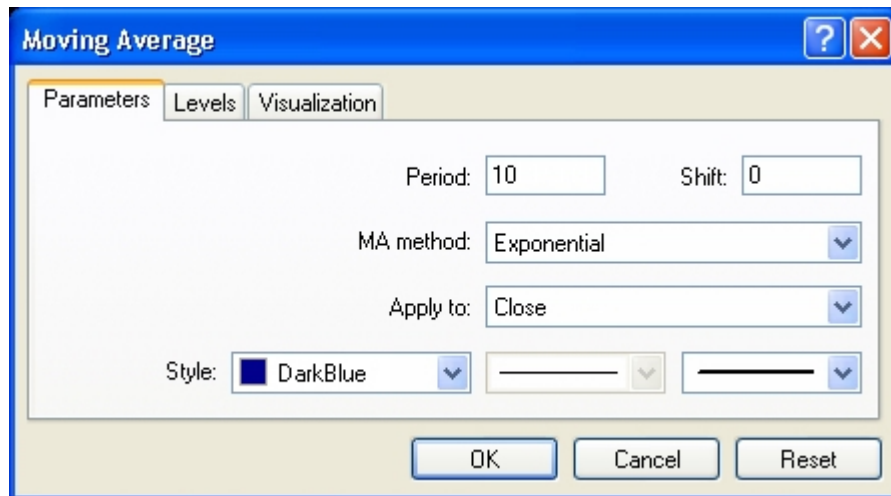 Moving Average
Parameters Levels Visualization
Period: 10 Shift: 0
MA method: Exponential
Apply to: Close
Style: DarkBlue
OK Cancel Reset